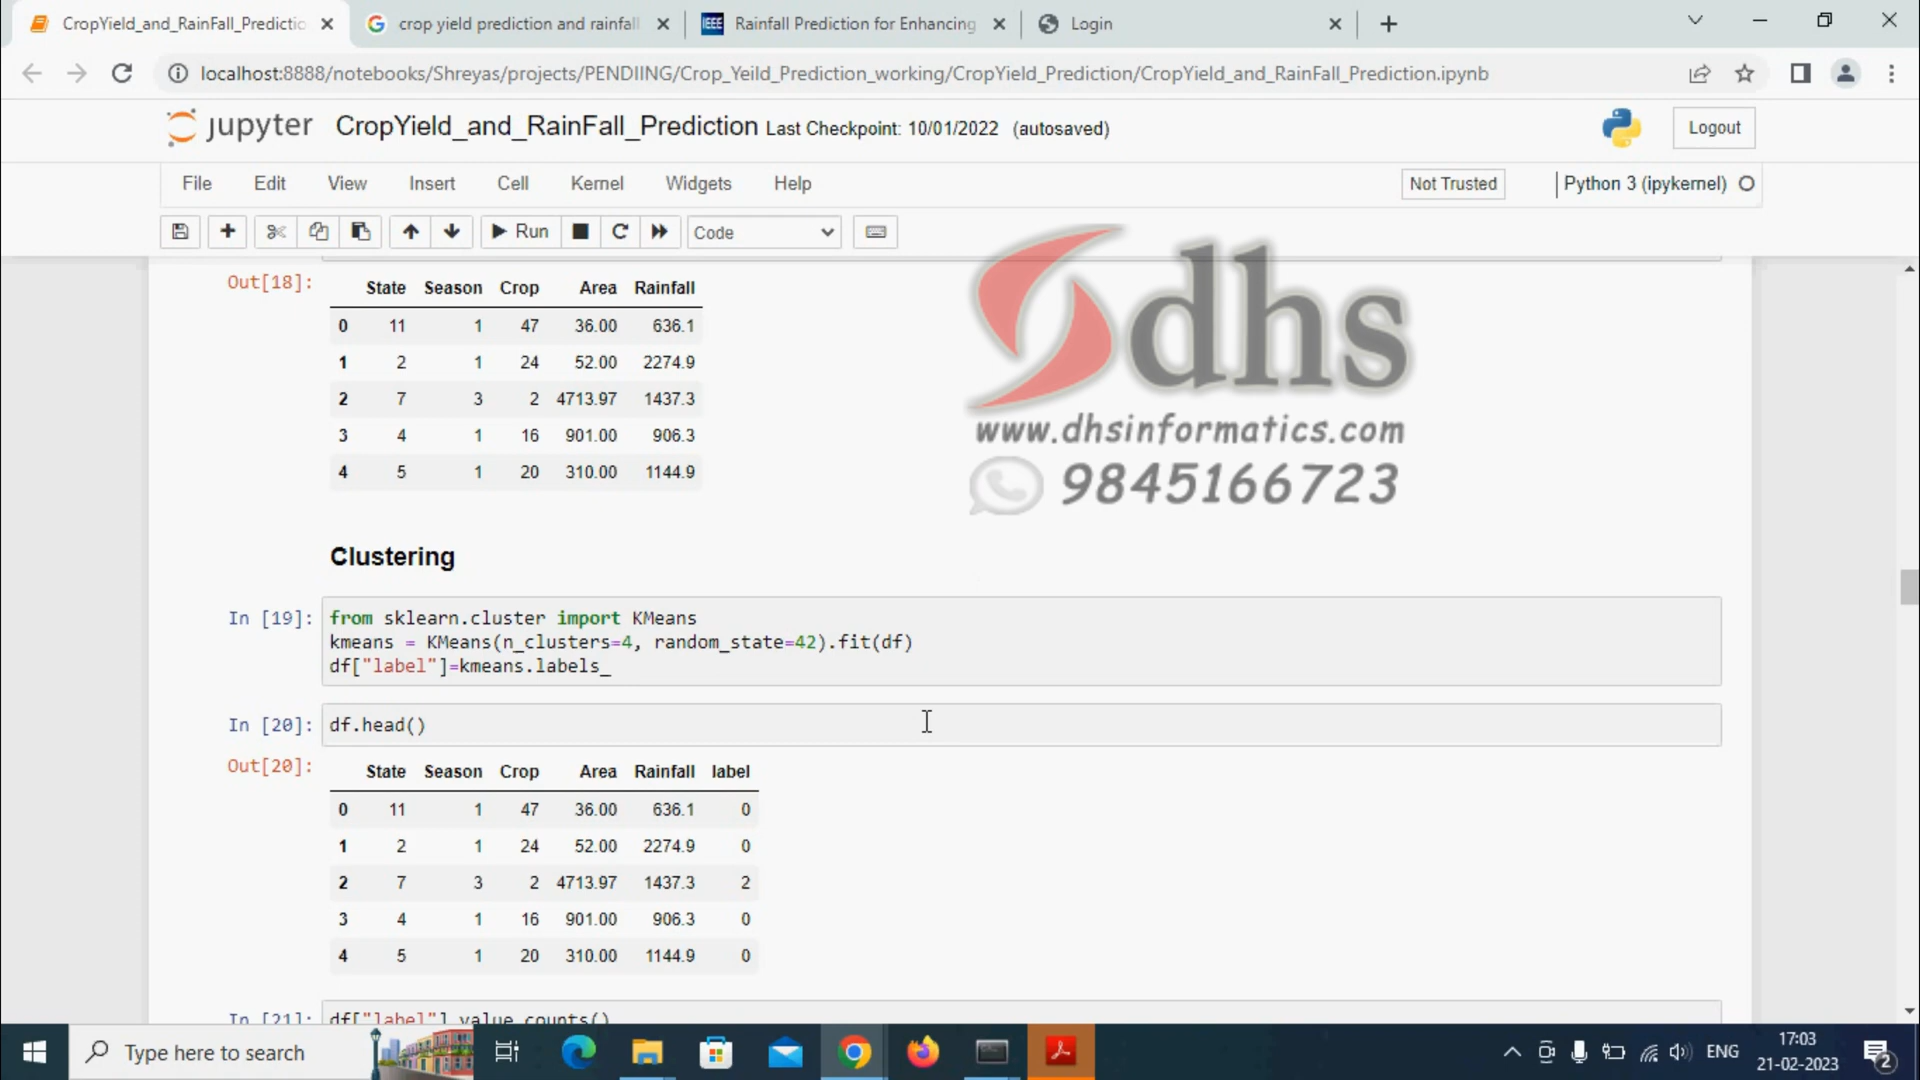 CropYield_and_RainFall_Predictio
crop yield prediction and rainfall
IEEE
Rainfall Prediction for Enhancing
Login
localhost:8888/notebooks/Shreyas/projects/PENDIING/Crop_Yeild_Prediction_working/CropYield_Prediction/CropYield_and_RainFall_Prediction.ipynb
jupyter CropYield_and_RainFall_Prediction Last Checkpoint: 10/01/2022 (autosaved)
Logout
File Edit View Insert Cell Kernel Widgets Help
Not Trusted
Python 3 (ipykernel)
Run
Code
Out[18]:
State Season Crop Area Rainfall
0 11 1 47 36.00 636.1
1 2 1 24 52.00 2274.9
2 7 3 2 4713.97 1437.3
3 4 1 16 901.00 906.3
4 5 1 20 310.00 1144.9
dhs
www.dhsinformatics.com
9845166723
Clustering
In [19]:
from sklearn.cluster import KMeans
kmeans = KMeans(n_clusters=4, random_state=42).fit(df)
df["label"]=kmeans.labels_
In [20]:
df.head()
Out[20]:
State Season Crop Area Rainfall label
0 11 1 47 36.00 636.1 0
1 2 1 24 52.00 2274.9 0
2 7 3 2 4713.97 1437.3 2
3 4 1 16 901.00 906.3 0
4 5 1 20 310.00 1144.9 0
In [21]:
df["label"].value_counts()
Type here to search
ENG
17:03
21-02-2023
2